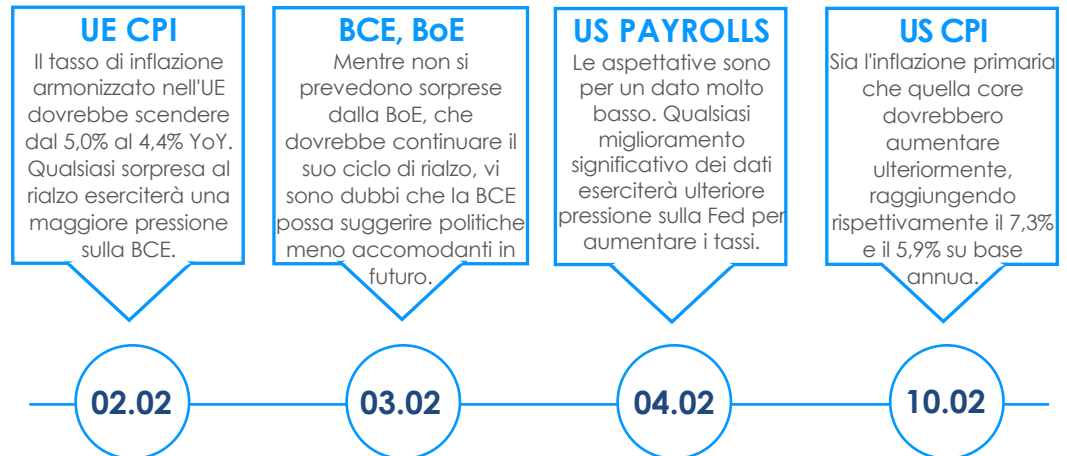 UE CPI
Il tasso di inflazione
armonizzato nell'UE
dovrebbe scendere
dal 5,0% al 4,4% YoY.
Qualsiasi sorpresa al
rialzo eserciterà una
maggiore pressione
sulla BCE.
BCE, BoE
Mentre non si
prevedono sorprese
dalla BoE, che
dovrebbe continuare il
suo ciclo di rialzo, vi
sono dubbi che la BCE
possa suggerire politiche
meno accomodanti in
futuro.
US PAYROLLS
Le aspettative sono
per un dato molto
basso. Qualsiasi
miglioramento
significativo dei dati
eserciterà ulteriore
pressione sulla Fed per
aumentare i tassi.
US CPI
Sia l'inflazione primaria
che quella core
dovrebbero
aumentare
ulteriormente,
raggiungendo
rispettivamente il 7,3%
e il 5,9% su base
annua.
02.02
03.02
04.02
10.02